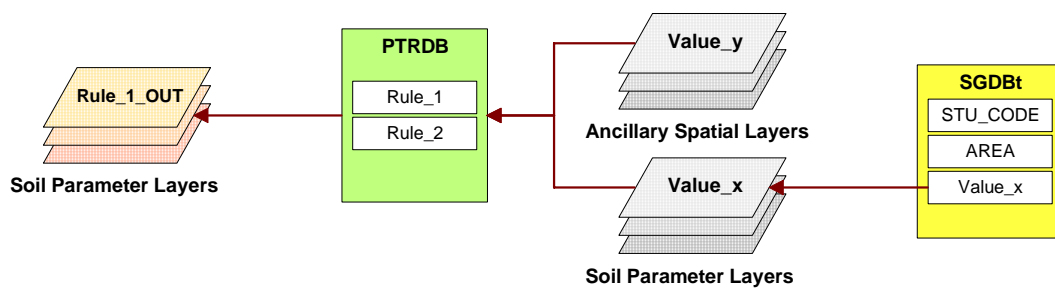 Rule_1_OUT
Soil Parameter Layers
PTRDB
Rule_1
Rule_2
Value_y
Ancillary Spatial Layers
Value_x
Soil Parameter Layers
SGDBt
STU_CODE
AREA
Value_x